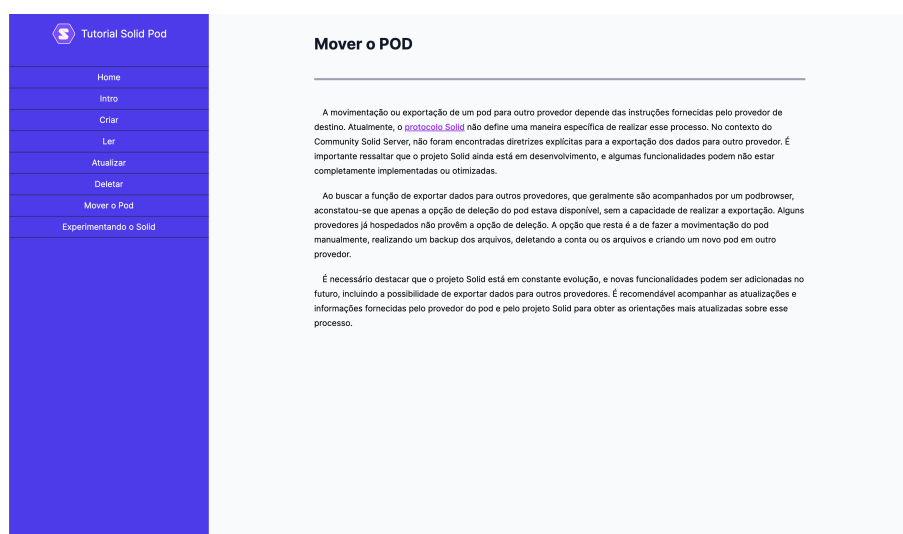 Tutorial Solid Pod
Home
Intro
Criar
Ler
Atualizar
Deletar
Mover o Pod
Experimentando o Solid
Mover o POD
A movimentação ou exportação de um pod para outro provedor depende das instruções fornecidas pelo provedor de
destino. Atualmente, o protocolo Solid não define uma maneira específica de realizar esse processo. No contexto do
Community Solid Server, não foram encontradas diretrizes explícitas para a exportação dos dados para outro provedor. É
importante ressaltar que o projeto Solid ainda está em desenvolvimento, e algumas funcionalidades podem não estar
completamente implementadas ou otimizadas.
Ao buscar a função de exportar dados para outros provedores, que geralmente são acompanhados por um podbrowser,
aconstatou-se que apenas a opção de deleção do pod estava disponível, sem a capacidade de realizar a exportação. Alguns
provedores já hospedados não provêm a opção de deleção. A opção que resta é a de fazer a movimentação do pod
manualmente, realizando um backup dos arquivos, deletando a conta ou os arquivos e criando um novo pod em outro
provedor.
É necessário destacar que o projeto Solid está em constante evolução, e novas funcionalidades podem ser adicionadas no
futuro, incluindo a possibilidade de exportar dados para outros provedores. É recomendável acompanhar as atualizações e
informações fornecidas pelo provedor do pod e pelo projeto Solid para obter as orientações mais atualizadas sobre esse
processo.